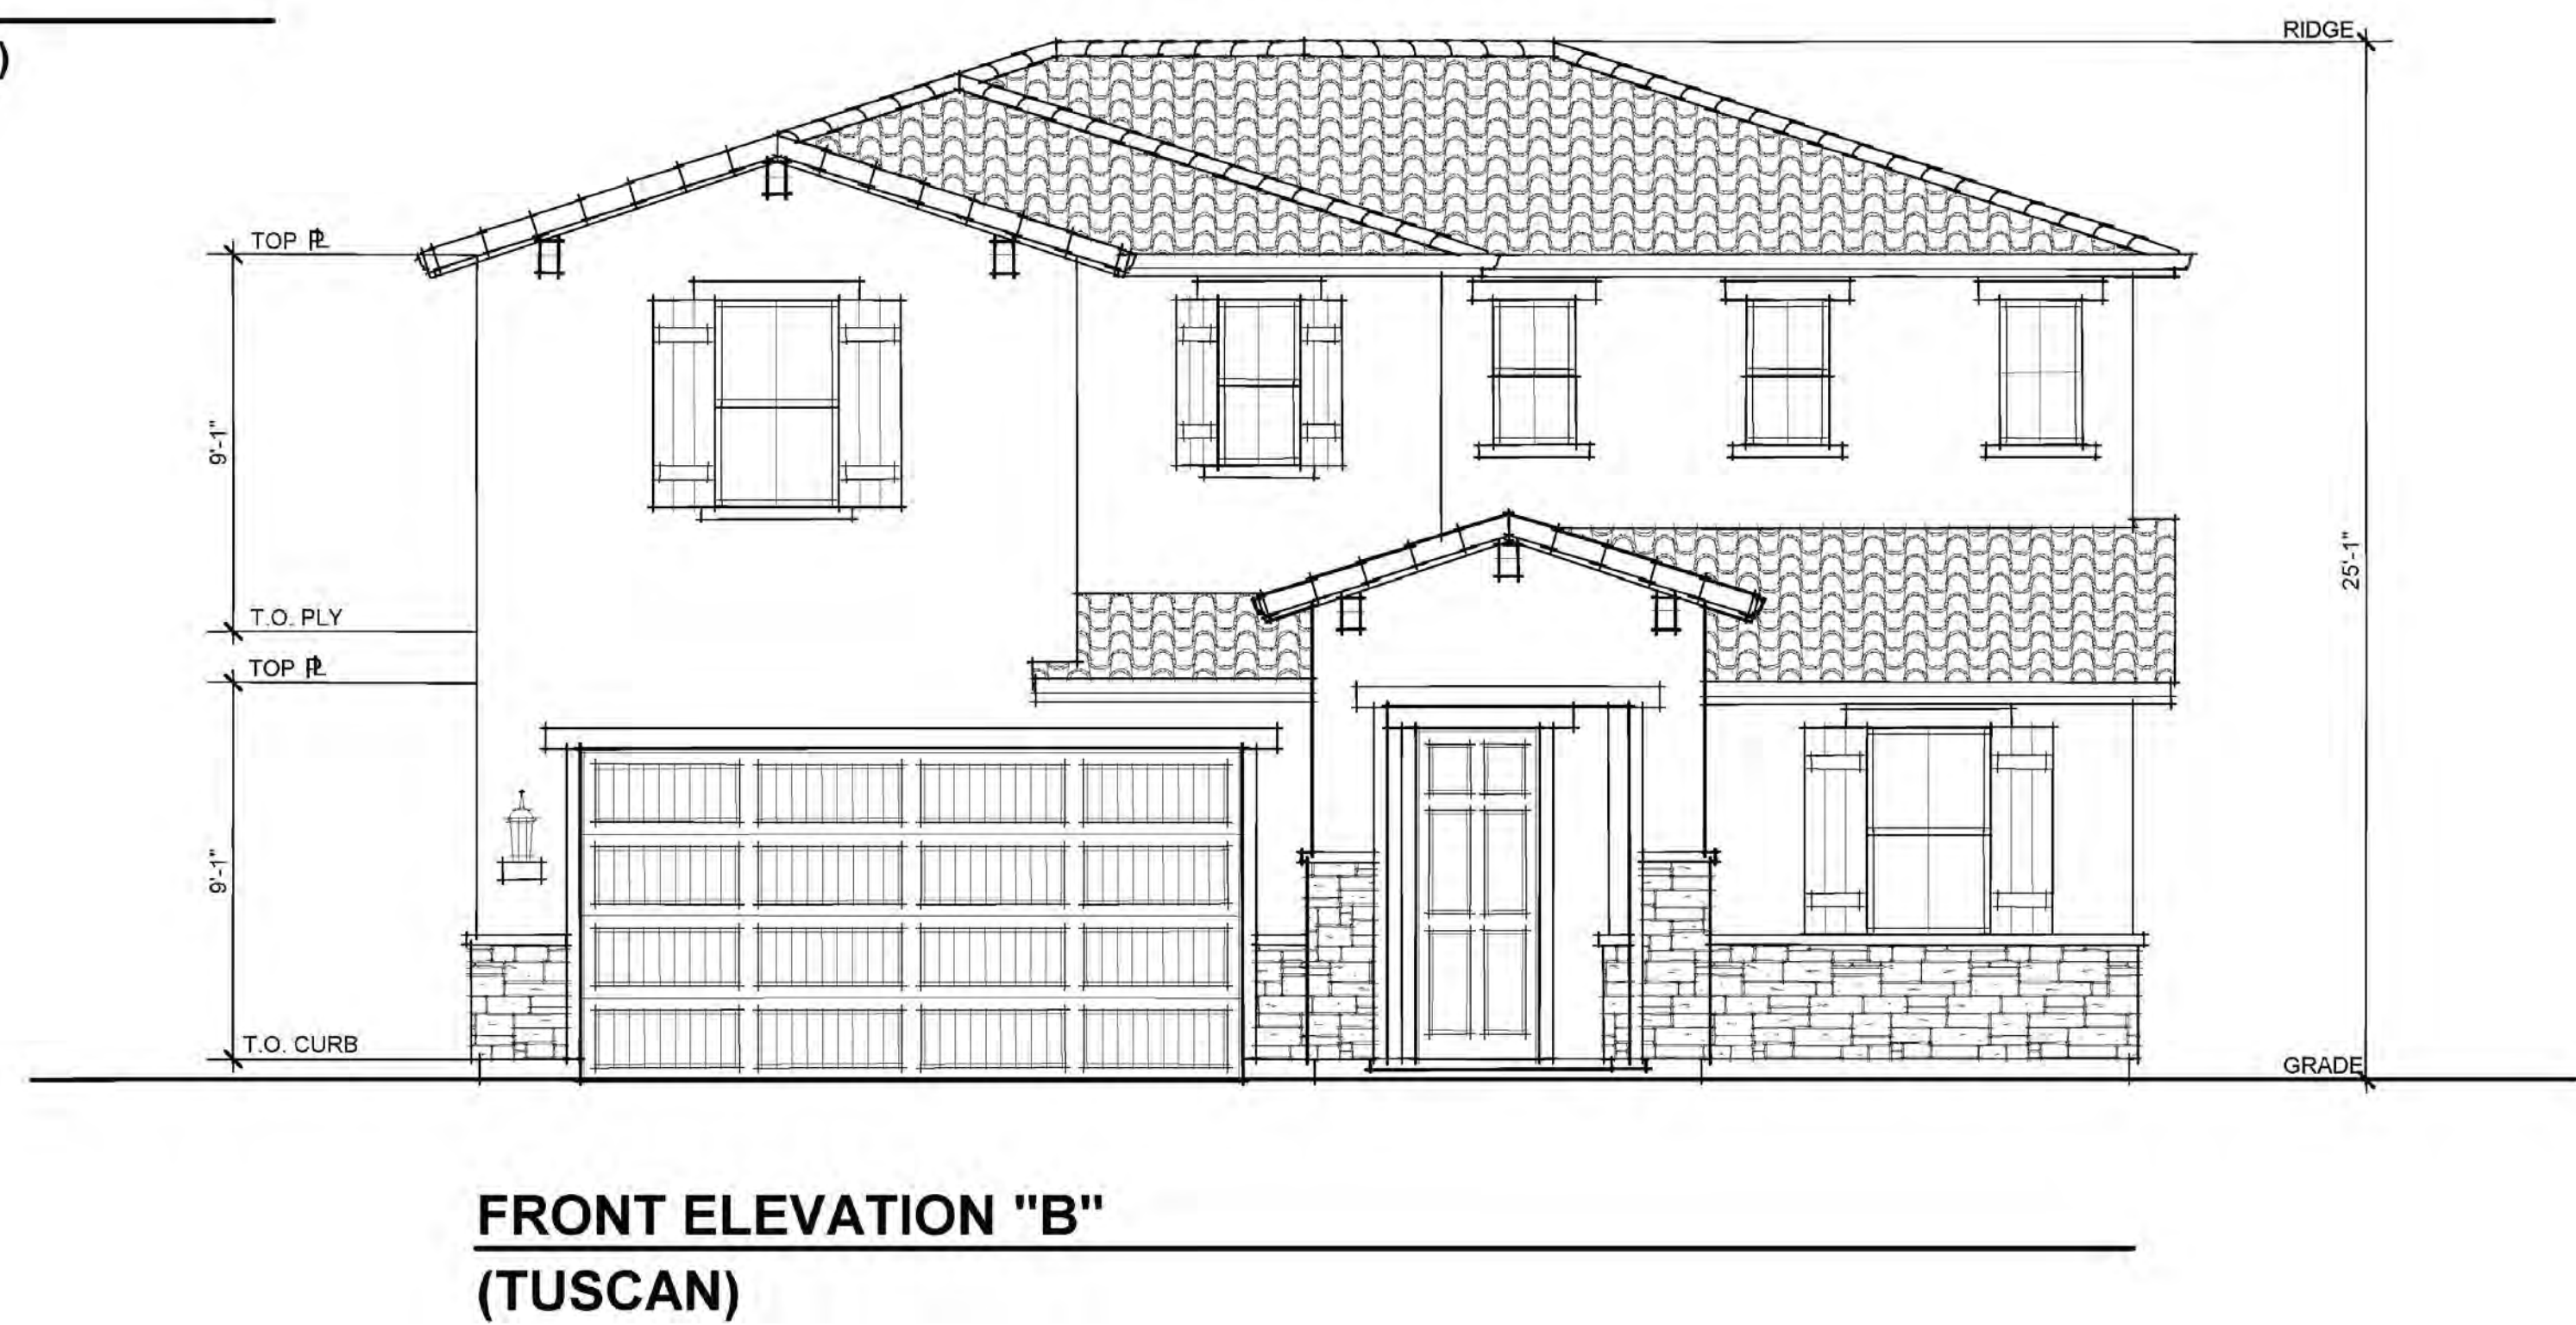 )
RIDGE
TOP PL
9'-1"
T.O. PLY
TOP PL
25'-1"
9'-1"
T.O. CURB
GRADE
FRONT ELEVATION "B"
(TUSCAN)